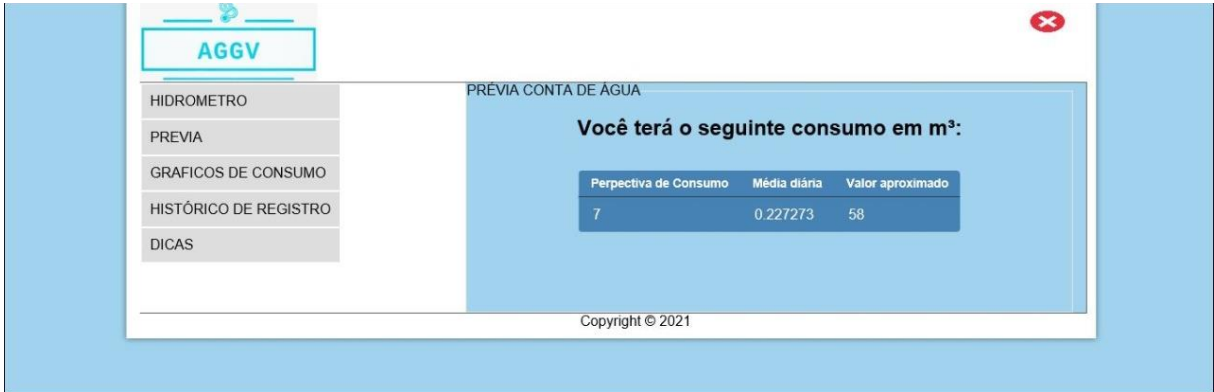 AGGV
HIDROMETRO
PREVIA
GRAFICOS DE CONSUMO
HISTÓRICO DE REGISTRO
DICAS
PRÉVIA CONTA DE ÁGUA
Você terá o seguinte consumo em m³:
Perpectiva de Consumo Média diária Valor aproximado
7 0.227273 58
Copyright © 2021